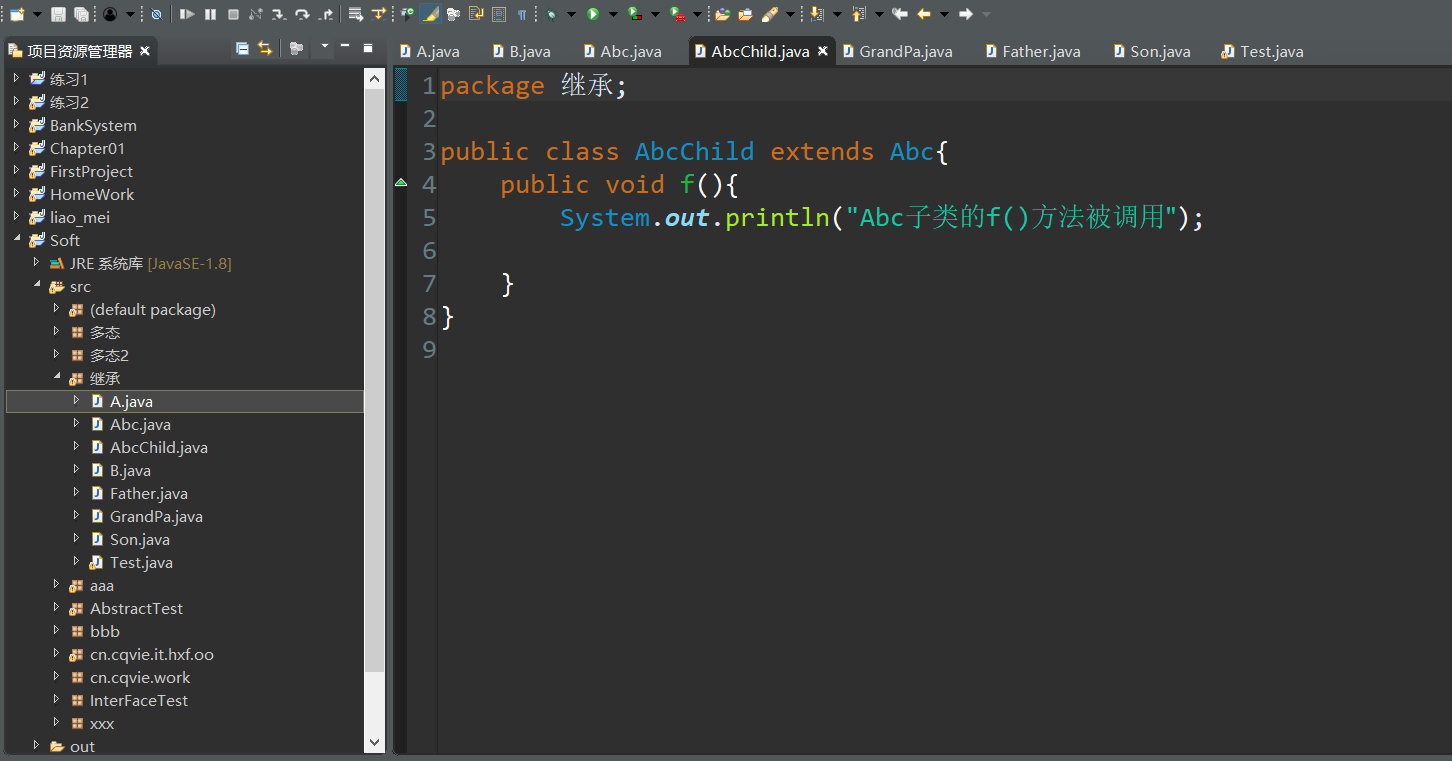 项目资源管理器
练习1
练习2
BankSystem
Chapter01
FirstProject
HomeWork
liao_mei
Soft
JRE 系统库 [JavaSE-1.8]
src
(default package)
多态
多态2
继承
A.java
Abc.java
AbcChild.java
B.java
Father.java
GrandPa.java
Son.java
Test.java
aaa
AbstractTest
bbb
cn.cqvie.it.hxf.oo
cn.cqvie.work
InterFaceTest
xxx
out
A.java B.java Abc.java AbcChild.java GrandPa.java Father.java Son.java Test.java
1 package 继承;
2
3 public class AbcChild extends Abc{
4 public void f(){
5 System.out.println("Abc子类的f()方法被调用");
6
7 }
8 }
9